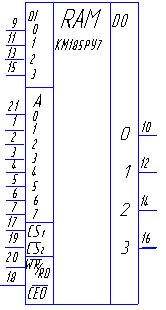 DI RAM DO
9 0 КМ185РУ7
11 1
13 2
15 3
A
21 0
1 1 0 10
2 2
3 3
4 4 1 12
5 5
6 6
7 7 2 14
17 CS1
19 CS2 3 16
20 WR/RD
18 CEO